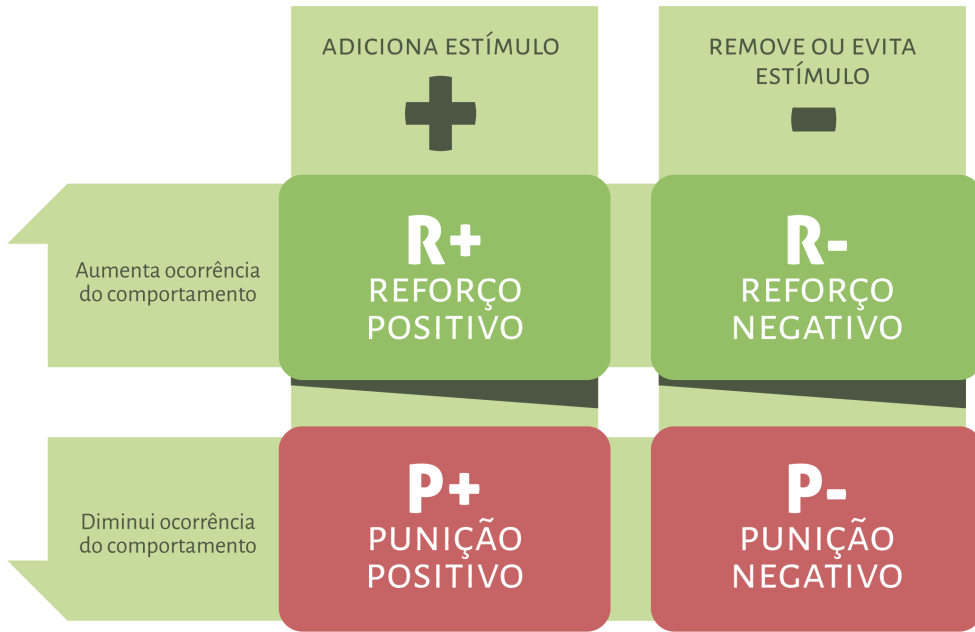 ADICIONA ESTÍMULO
+
REMOVE OU EVITA
ESTÍMULO
-
Aumenta ocorrência
do comportamento
R+
REFORÇO
POSITIVO
R-
REFORÇO
NEGATIVO
Diminui ocorrência
do comportamento
P+
PUNIÇÃO
POSITIVO
P-
PUNIÇÃO
NEGATIVO